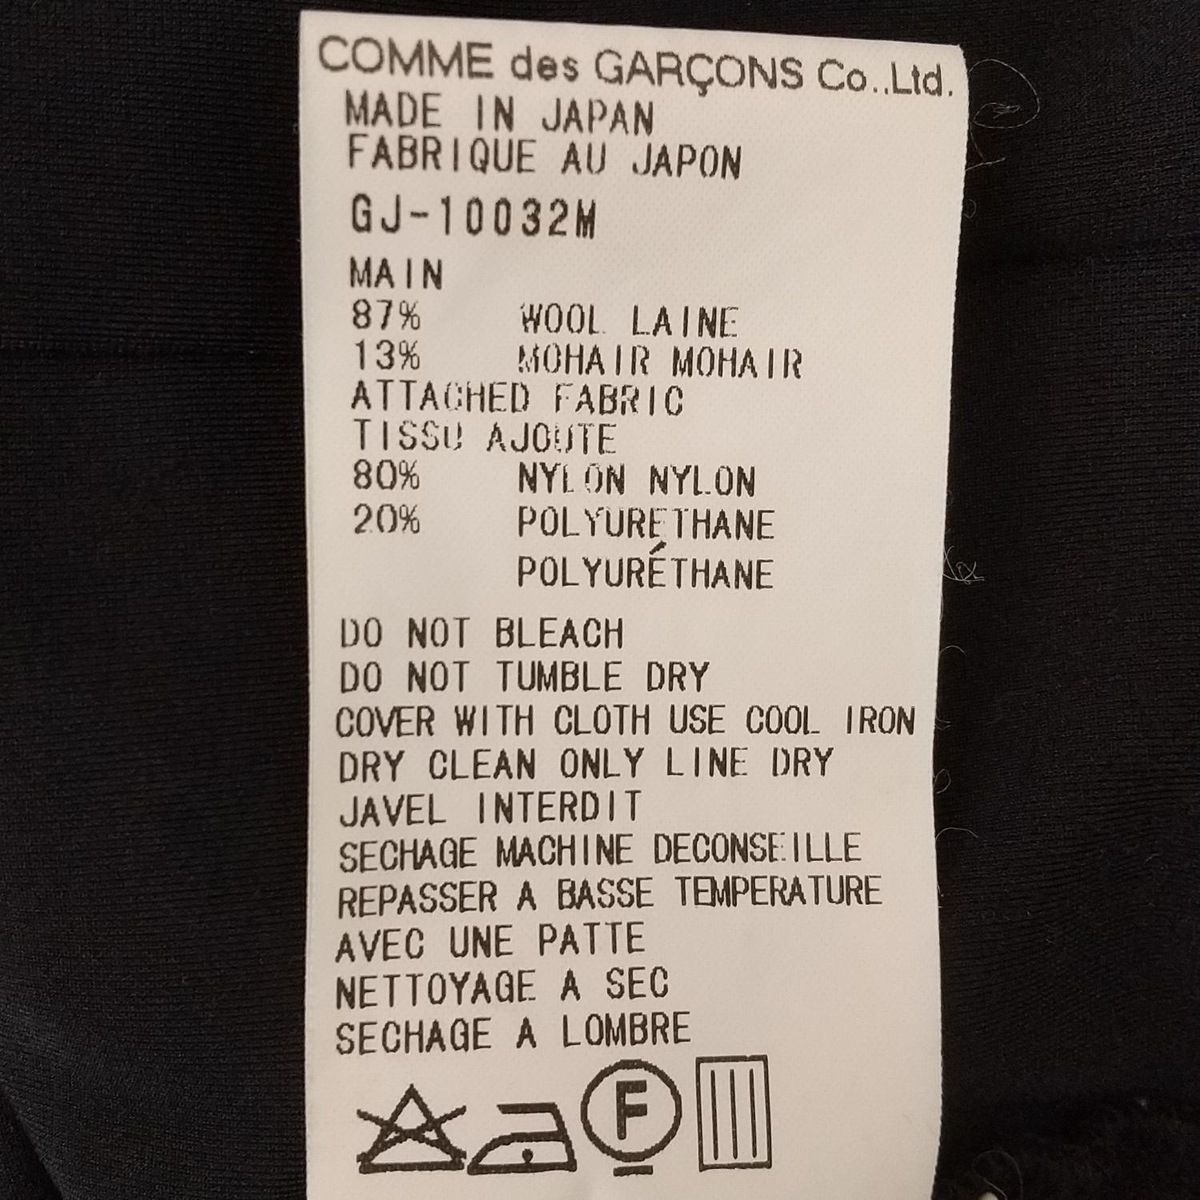 COMME des GARÇONS Co.,Ltd.
MADE IN JAPAN
FABRIQUE AU JAPON
GJ-10032M
MAIN
87% WOOL LAINE
13% MOHAIR MOHAIR
ATTACHED FABRIC
TISSU AJOUTE
80% NYLON NYLON
20% POLYURETHANE
POLYURÉTHANE
DO NOT BLEACH
DO NOT TUMBLE DRY
COVER WITH CLOTH USE COOL IRON
DRY CLEAN ONLY LINE DRY
JAVEL INTERDIT
SECHAGE MACHINE DECONSEILLE
REPASSER A BASSE TEMPERATURE
AVEC UNE PATTE
NETTOYAGE A SEC
SECHAGE A LOMBRE
F